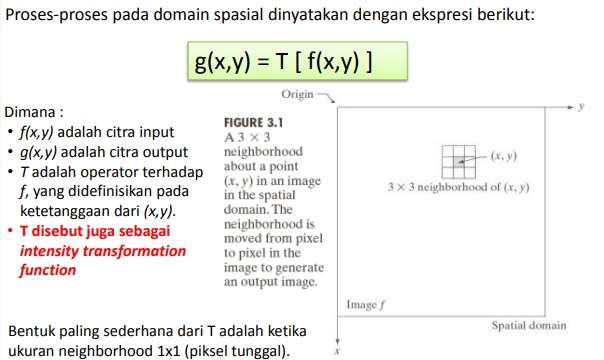 Proses-proses pada domain spasial dinyatakan dengan ekspresi berikut:
g(x,y) = T [ f(x,y) ]
Dimana :
• f(x,y) adalah citra input
• g(x,y) adalah citra output
• T adalah operator terhadap
f, yang didefinisikan pada
ketetanggaan dari (x,y).
• T disebut juga sebagai
intensity transformation
function
FIGURE 3.1
A 3 × 3
neighborhood
about a point
(x, y) in an image
in the spatial
domain. The
neighborhood is
moved from pixel
to pixel in the
image to generate
an output image.
Origin
y
(x, y)
3 × 3 neighborhood of (x, y)
Image f
Spatial domain
x
Bentuk paling sederhana dari T adalah ketika
ukuran neighborhood 1x1 (piksel tunggal).